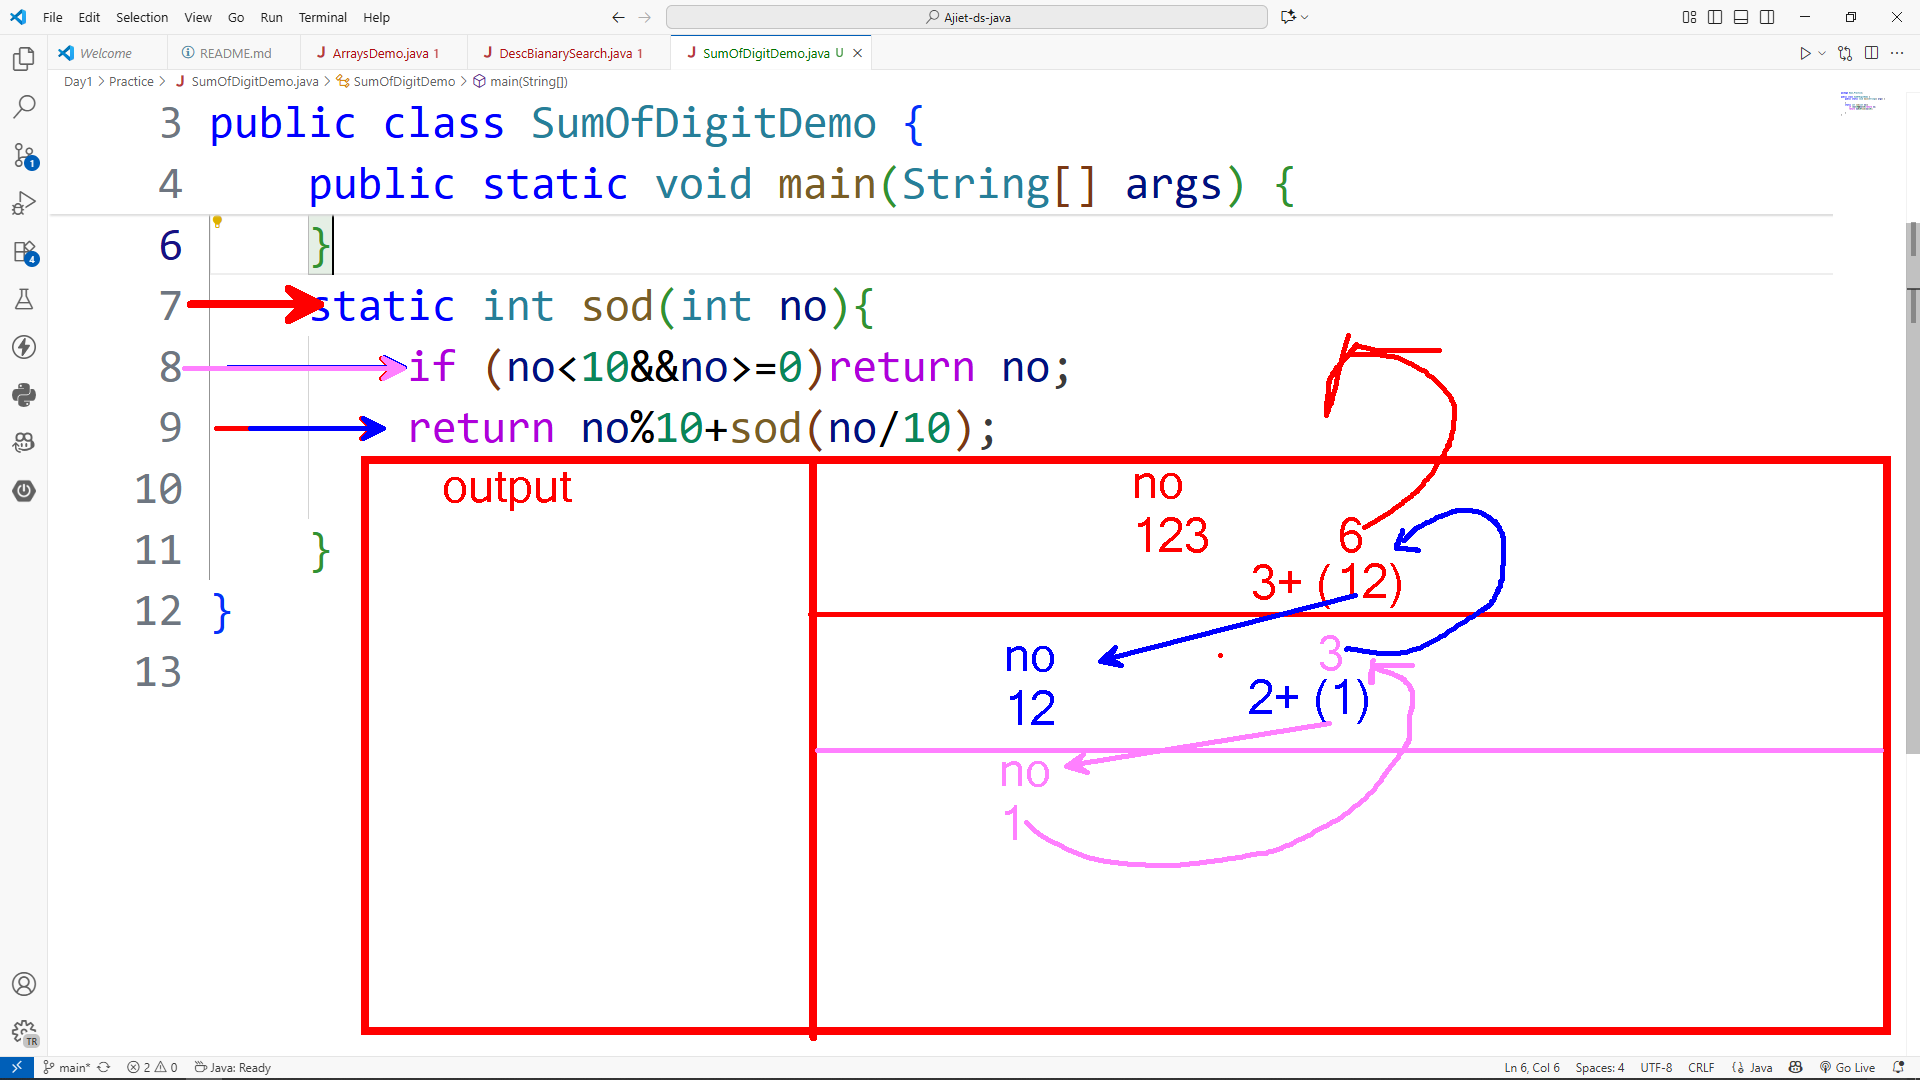 File Edit Selection View Go Run Terminal Help
Ajiet-ds-java
Welcome README.md ArraysDemo.java 1 DescBianarySearch.java 1 SumOfDigitDemo.java U
Day1 > Practice > SumOfDigitDemo.java > SumOfDigitDemo > main(String[])
3 public class SumOfDigitDemo {
4 public static void main(String[] args) {
6 }
7 static int sod(int no){
8 if (no<10&&no>=0)return no;
9 return no%10+sod(no/10);
10
11 }
12 }
13
output
no
123
6
3+ (12)
no
12
3
2+ (1)
no
1
1
4
TR
main* 2 0 Java: Ready
Ln 6, Col 6 Spaces: 4 UTF-8 CRLF {} Java Go Live